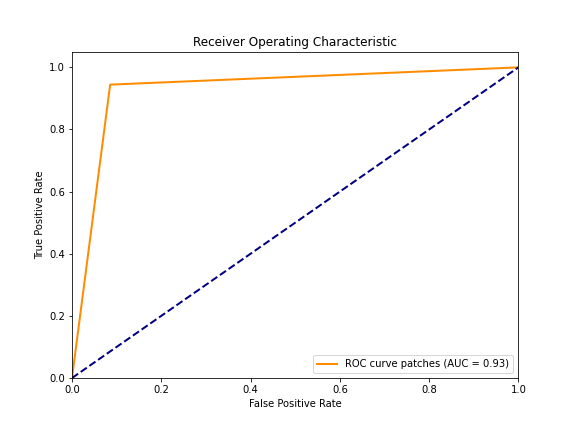 Receiver Operating Characteristic
1.0
0.8
0.6
0.4
0.2
0.0
True Positive Rate
ROC curve patches (AUC = 0.93)
0.0 0.2 0.4 0.6 0.8 1.0
False Positive Rate